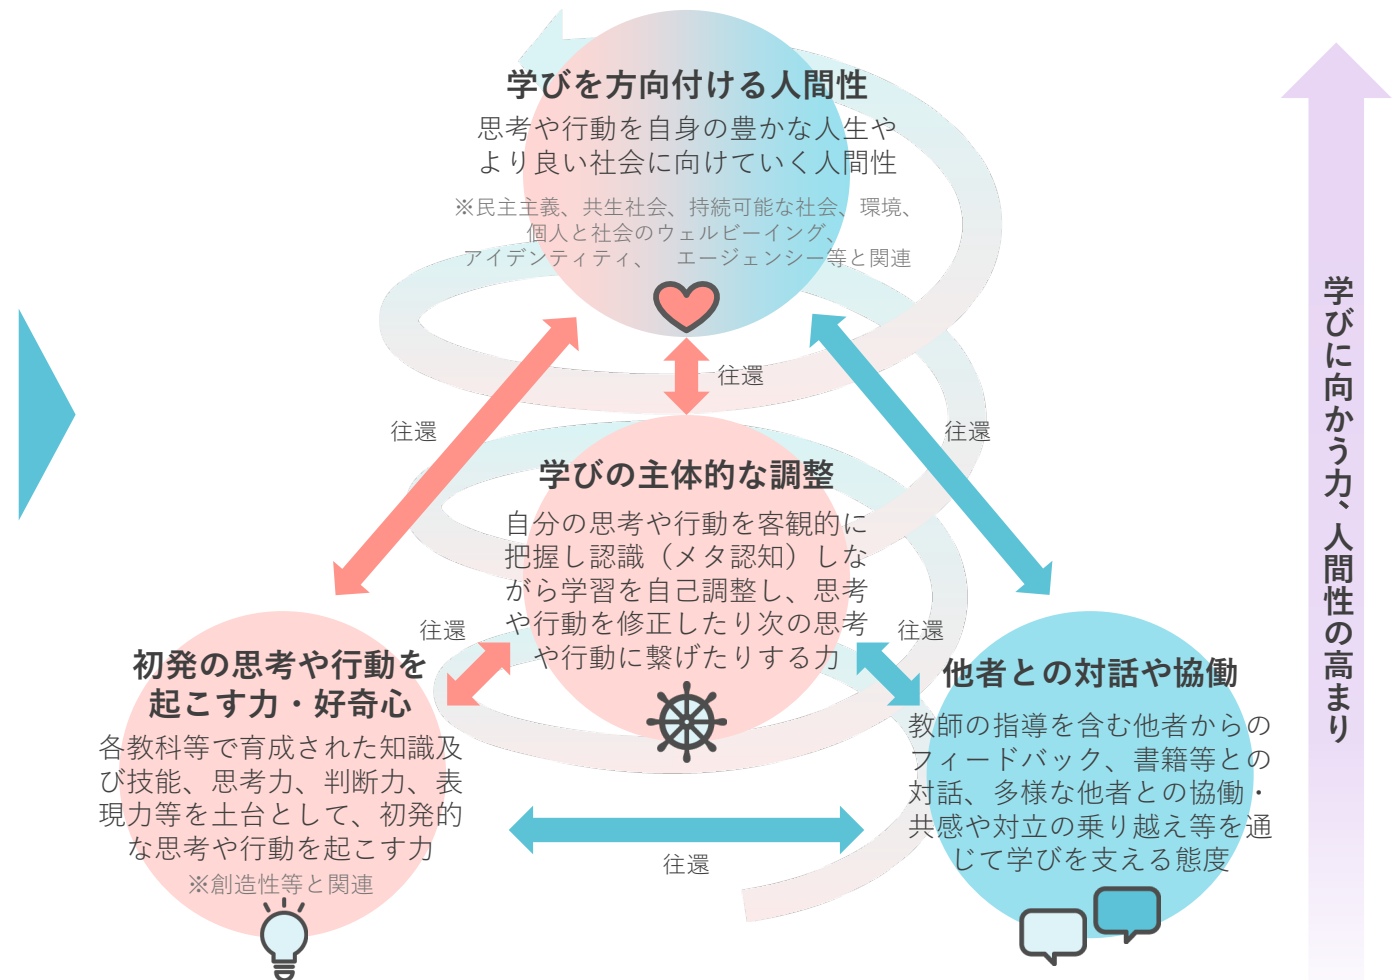 学びを方向付ける人間性
思考や行動を自身の豊かな人生や
より良い社会に向けていく人間性
※民主主義、共生社会、持続可能な社会、環境、
個人と社会のウェルビーイング、
アイデンティティ、　エージェンシー等と関連
往還
往還
往還
学びの主体的な調整
自分の思考や行動を客観的に
把握し認識（メタ認知）しな
がら学習を自己調整し、思考
や行動を修正したり次の思考
や行動に繋げたりする力
往還
往還
初発の思考や行動を
起こす力・好奇心
各教科等で育成された知識及
び技能、思考力、判断力、表
現力等を土台として、初発的
な思考や行動を起こす力
※創造性等と関連
往還
他者との対話や協働
教師の指導を含む他者からの
フィードバック、書籍等との
対話、多様な他者との協働・
共感や対立の乗り越え等を通
じて学びを支える態度
学びに向かう力、人間性の高まり